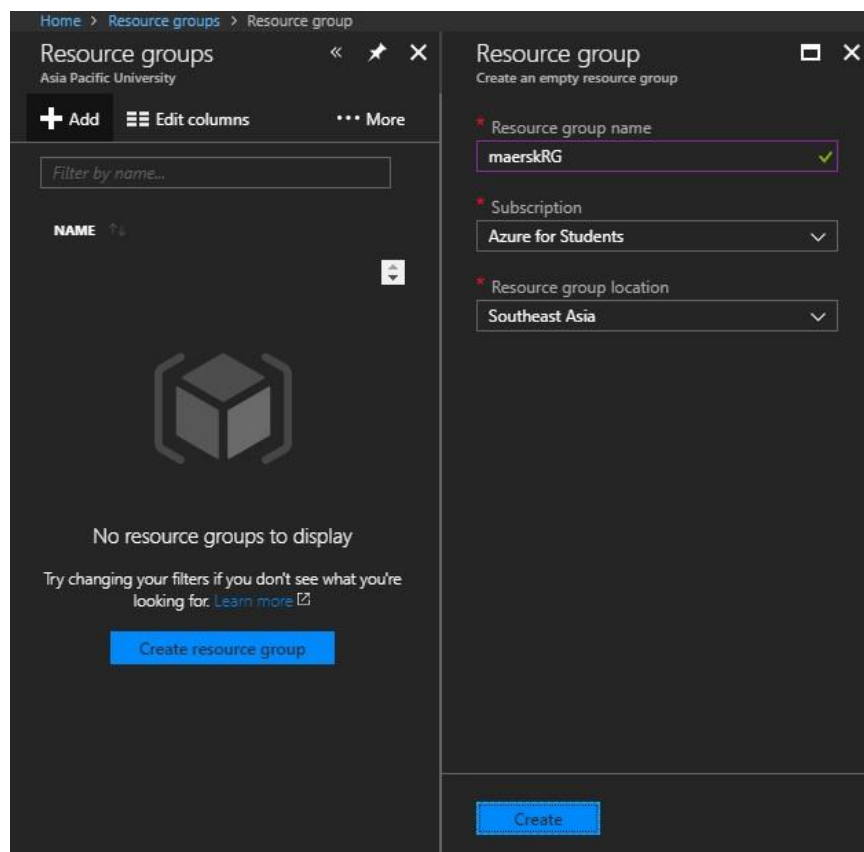 Home > Resource groups > Resource group
Resource groups
Asia Pacific University
Add Edit columns ••• More
Filter by name...
NAME
No resource groups to display
Try changing your filters if you don't see what you're
looking for. Learn more
Create resource group
Resource group
Create an empty resource group
* Resource group name
maerskRG
* Subscription
Azure for Students
* Resource group location
Southeast Asia
Create